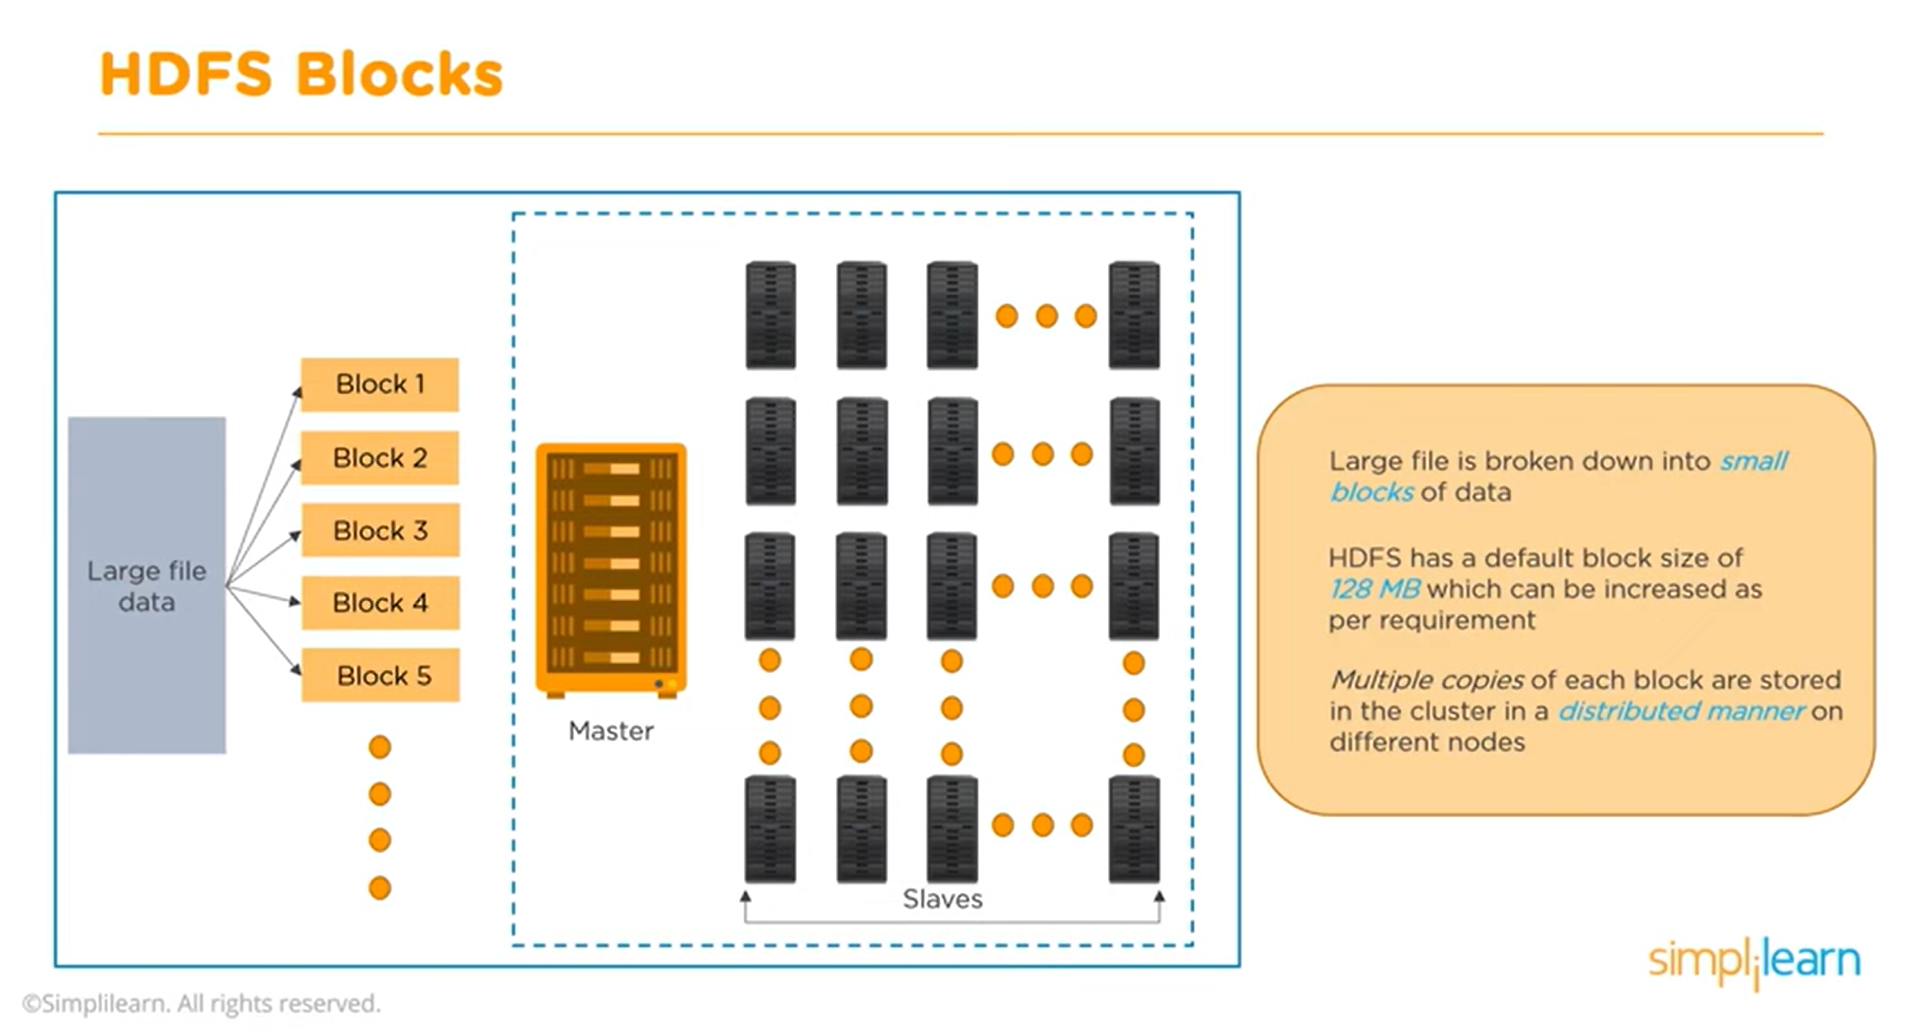 HDFS Blocks
Large file
data
Block 1
Block 2
Block 3
Block 4
Block 5
Master
Slaves
Large file is broken down into small
blocks of data
HDFS has a default block size of
128 MB which can be increased as
per requirement
Multiple copies of each block are stored
in the cluster in a distributed manner on
different nodes
simplilearn
©Simplilearn. All rights reserved.